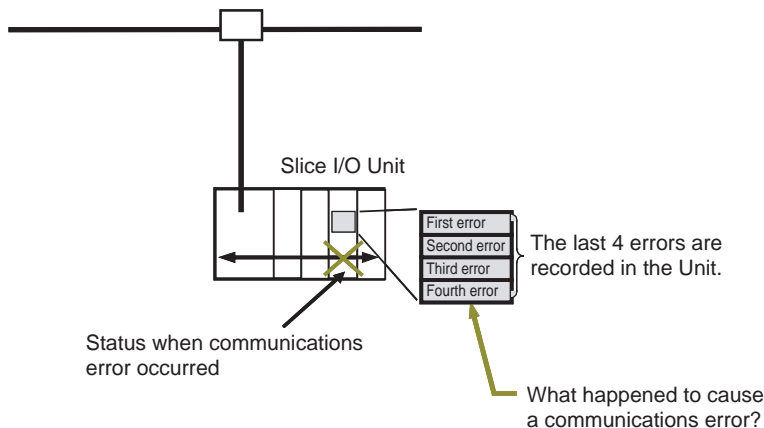 Slice I/O Unit
First error
Second error
Third error
Fourth error
The last 4 errors are
recorded in the Unit.
Status when communications
error occurred
What happened to cause
a communications error?